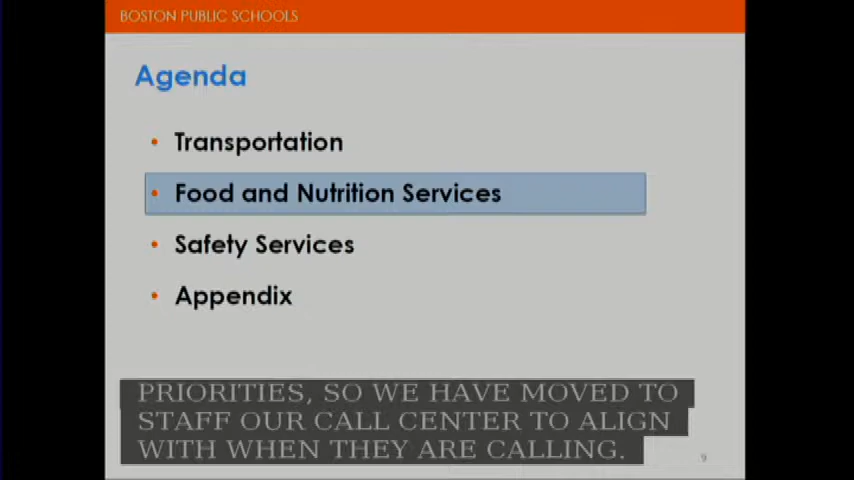 BOSTON PUBLIC SCHOOLS
Agenda
• Transportation
• Food and Nutrition Services
• Safety Services
• Appendix
PRIORITIES, SO WE HAVE MOVED TO
STAFF OUR CALL CENTER TO ALIGN
WITH WHEN THEY ARE CALLING.
9